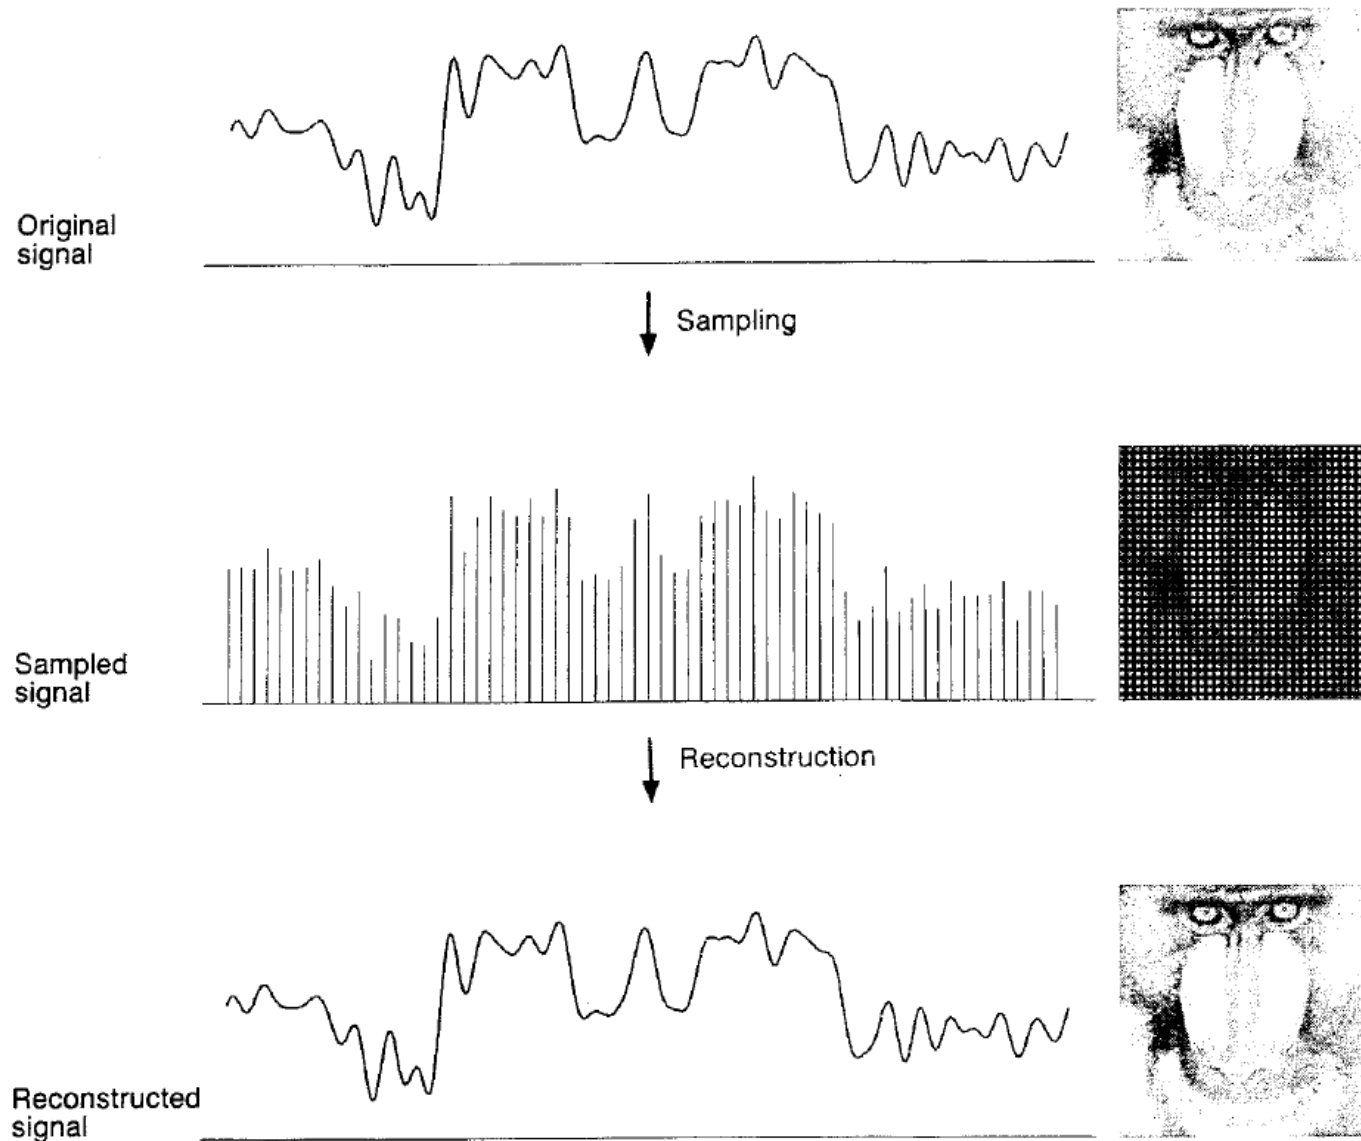 Original
signal
Sampling
Sampled
signal
Reconstruction
Reconstructed
signal